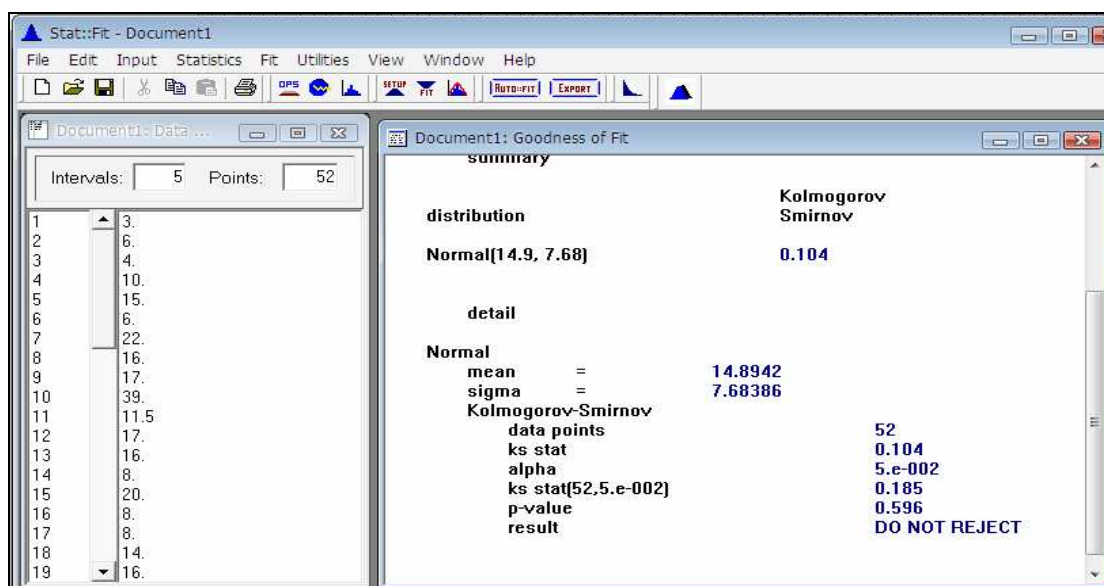 Stat::Fit - Document1
File Edit Input Statistics Fit Utilities View Window Help
OPS SETUP FIT AUTO::FIT EXPORT
Document1: Data ...
Intervals: 5 Points: 52
1 3.
2 6.
3 4.
4 10.
5 15.
6 6.
7 22.
8 16.
9 17.
10 39.
11 11.5
12 17.
13 16.
14 8.
15 20.
16 8.
17 8.
18 14.
19 16.
Document1: Goodness of Fit
summary
Kolmogorov
distribution Smirnov
Normal(14.9, 7.68) 0.104
detail
Normal
mean = 14.8942
sigma = 7.68386
Kolmogorov-Smirnov
data points 52
ks stat 0.104
alpha 5.e-002
ks stat(52,5.e-002) 0.185
p-value 0.596
result DO NOT REJECT